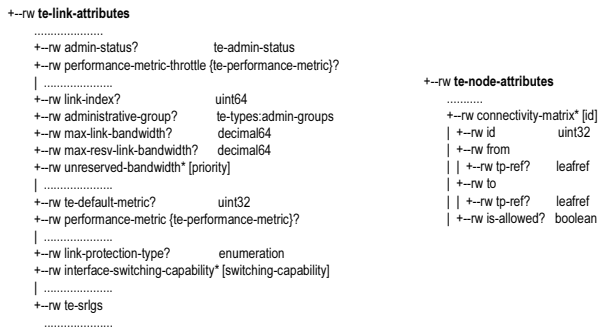 +--rw te-link-attributes
.....................
+--rw admin-status? te-admin-status
+--rw performance-metric-throttle {te-performance-metric}?
| .....................
+--rw link-index? uint64
+--rw administrative-group? te-types:admin-groups
+--rw max-link-bandwidth? decimal64
+--rw max-resv-link-bandwidth? decimal64
+--rw unreserved-bandwidth* [priority]
| .....................
+--rw te-default-metric? uint32
+--rw performance-metric {te-performance-metric}?
| .....................
+--rw link-protection-type? enumeration
+--rw interface-switching-capability* [switching-capability]
| .....................
+--rw te-srlgs
.....................
+--rw te-node-attributes
...........
+--rw connectivity-matrix* [id]
| +--rw id uint32
| +--rw from
| | +--rw tp-ref? leafref
| +--rw to
| | +--rw tp-ref? leafref
| +--rw is-allowed? boolean